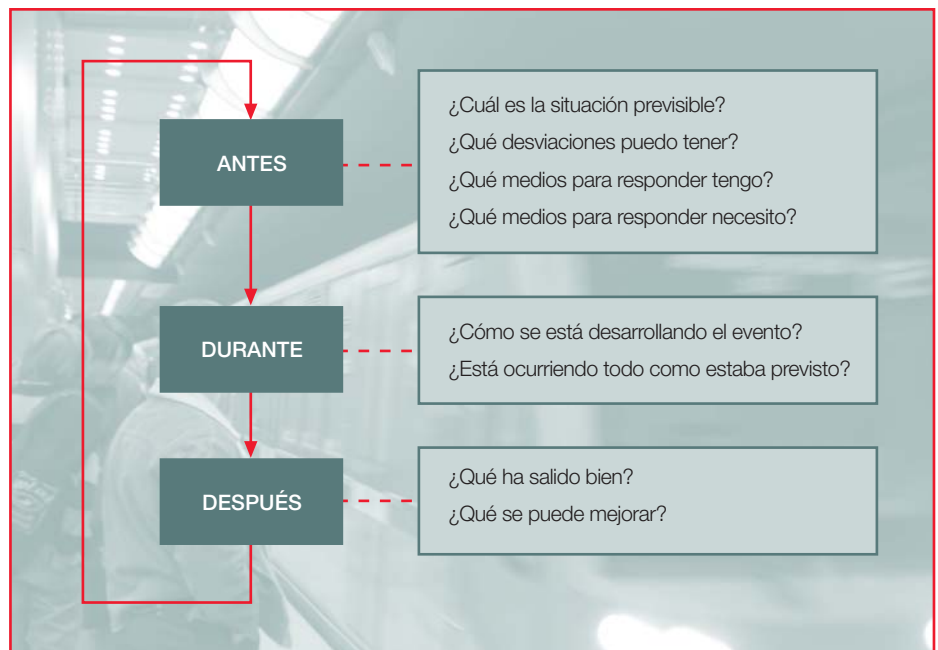 ANTES
¿Cuál es la situación previsible?
¿Qué desviaciones puedo tener?
¿Qué medios para responder tengo?
¿Qué medios para responder necesito?
DURANTE
¿Cómo se está desarrollando el evento?
¿Está ocurriendo todo como estaba previsto?
DESPUÉS
¿Qué ha salido bien?
¿Qué se puede mejorar?